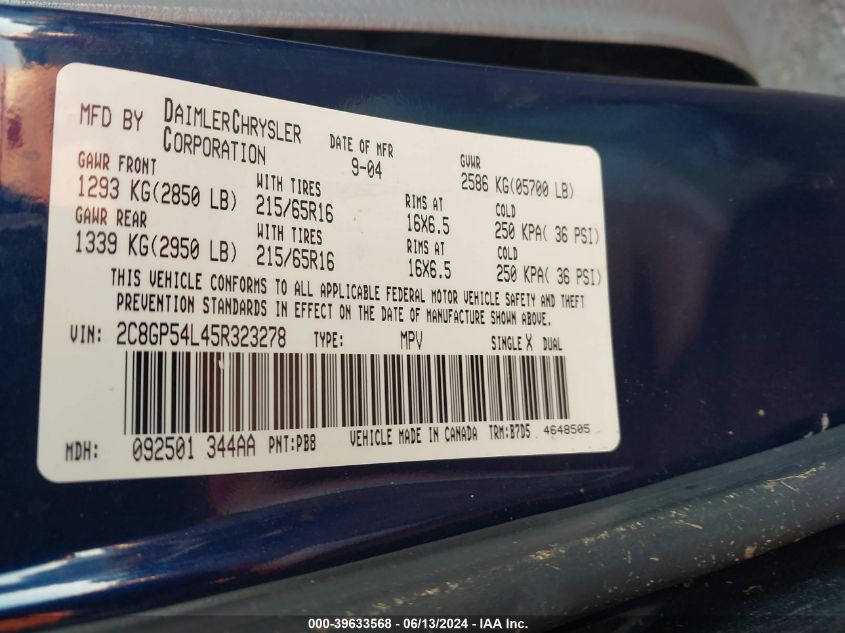 MFD BY DAIMLERCHRYSLER CORPORATION
DATE OF MFR 9-04
GVWR 2586 KG(05700 LB)
GAWR FRONT 1293 KG(2850 LB) WITH TIRES 215/65R16 RIMS AT 16X6.5 COLD 250 KPA( 36 PSI)
GAWR REAR 1339 KG(2950 LB) WITH TIRES 215/65R16 RIMS AT 16X6.5 COLD 250 KPA( 36 PSI)
THIS VEHICLE CONFORMS TO ALL APPLICABLE FEDERAL MOTOR VEHICLE SAFETY AND THEFT
PREVENTION STANDARDS IN EFFECT ON THE DATE OF MANUFACTURE SHOWN ABOVE.
VIN: 2C8GP54L45R323278 TYPE: MPV SINGLE X DUAL
MDH: 092501 344AA PNT:PB8 VEHICLE MADE IN CANADA TRM:B7D5 4648505
000-39633568 - 06/13/2024 - IAA Inc.